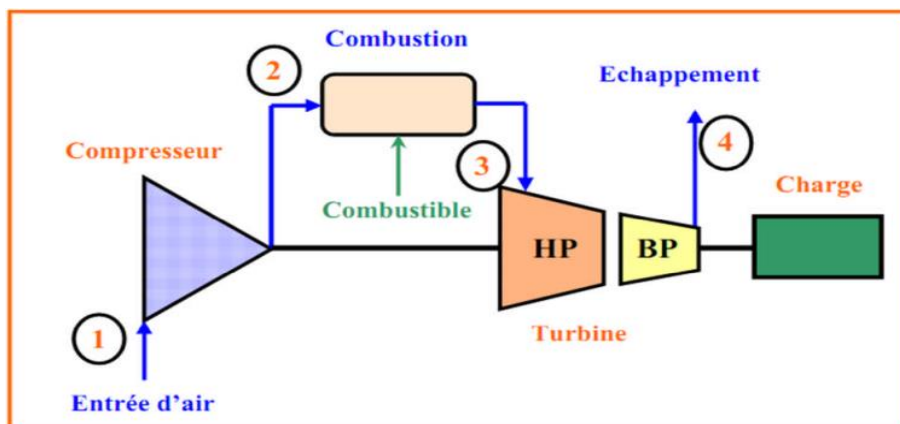 Combustion
2
Echappement
Compresseur
3
4
Charge
Combustible
HP
BP
1
Turbine
Entrée d'air